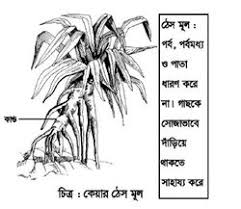 ঠেস মূল :
পর্ব, পর্বমধ্য
ও পাতা
ধারণ করে
না। গাছকে
সোজাভাবে
দাঁড়িয়ে
থাকতে
সাহায্য করে
কাণ্ড
চিত্র : কেয়ার ঠেস মূল